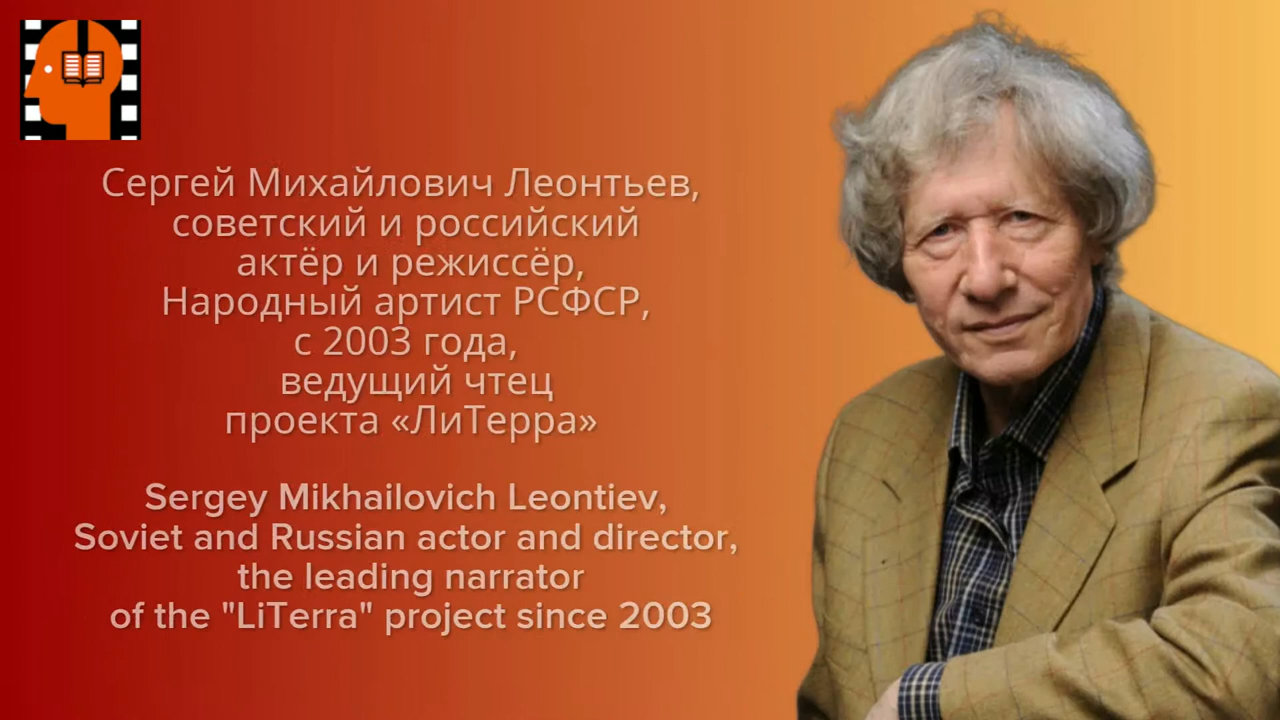 Сергей Михайлович Леонтьев,
советский и российский
актёр и режиссёр,
Народный артист РСФСР,
с 2003 года,
ведущий чтец
проекта «ЛиТерра»
Sergey Mikhailovich Leontiev,
Soviet and Russian actor and director,
the leading narrator
of the "LiTerra" project since 2003